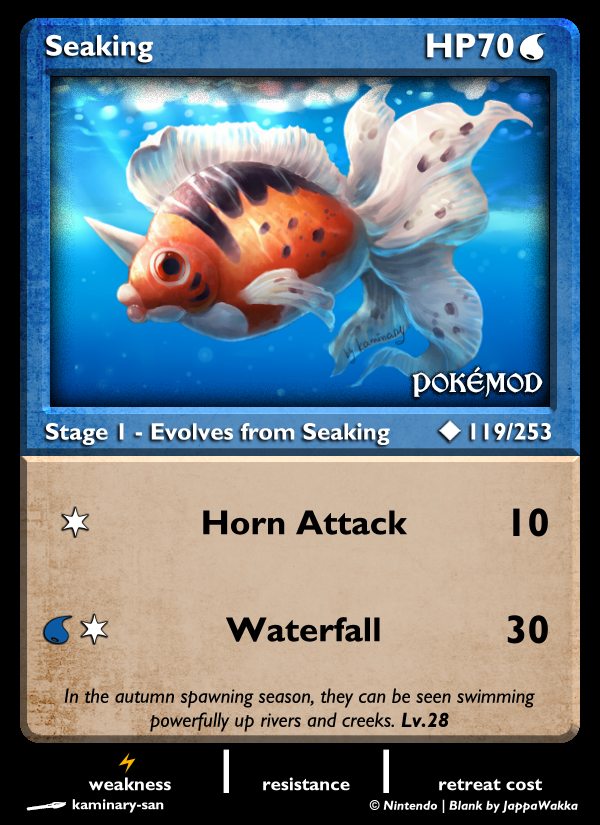 Seaking HP70
by kaminary
POKÉMOD
Stage 1 - Evolves from Seaking 119/253
Horn Attack 10
Waterfall 30
In the autumn spawning season, they can be seen swimming
powerfully up rivers and creeks. Lv.28
weakness resistance retreat cost
kaminary-san © Nintendo | Blank by JappaWakka